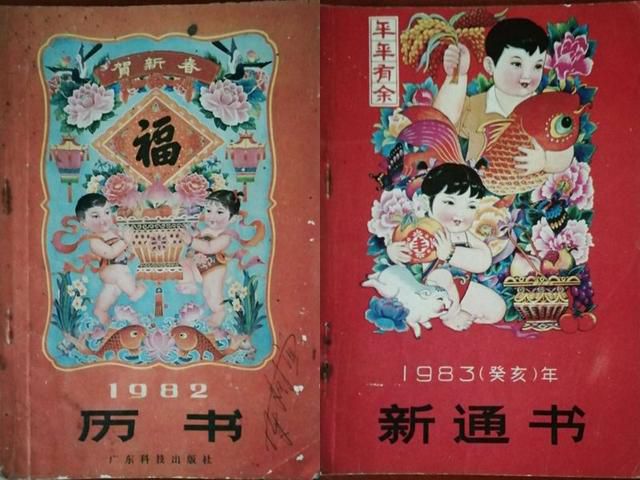 贺新春
福
1982
历书
广东科技出版社
年年有余
1983(癸亥)年
新通书